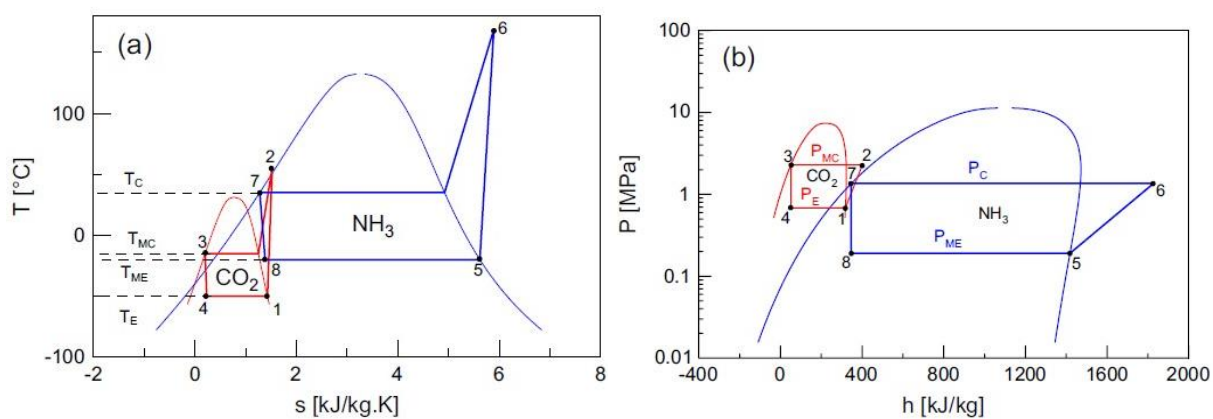 (a)
T [°C]
100
0
-100
T_C
T_MC
T_ME
T_E
6
2
7
NH₃
3
8
5
CO₂
4
1
-2
0
2
4
6
8
s [kJ/kg.K]
(b)
P [MPa]
100
10
1
0.1
0.01
3
P_MC
2
CO₂
7
P_C
6
P_E
4
1
NH₃
P_ME
8
5
-400
0
400
800
1200
1600
2000
h [kJ/kg]